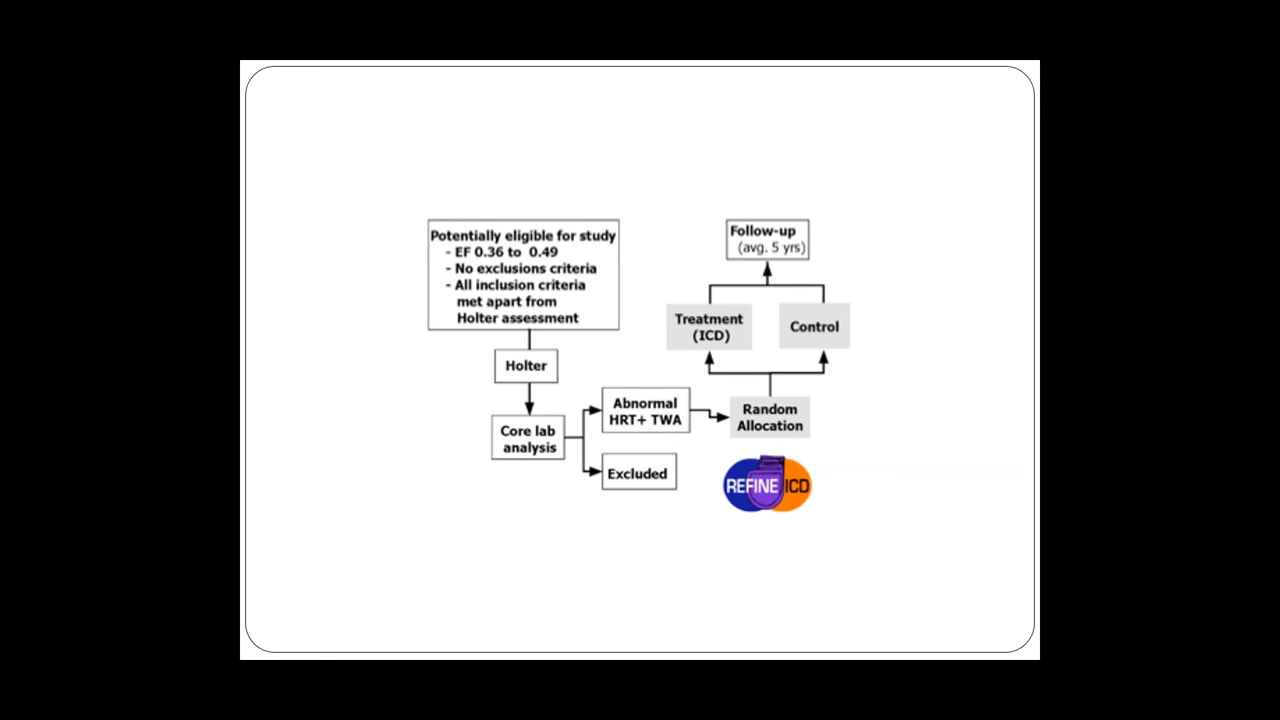 Potentially eligible for study
- EF 0.36 to 0.49
- No exclusions criteria
- All inclusion criteria
met apart from
Holter assessment
Holter
Core lab
analysis
Abnormal
HRT+ TWA
Excluded
Random
Allocation
Treatment
(ICD)
Control
Follow-up
(avg. 5 yrs)
REFINE ICD